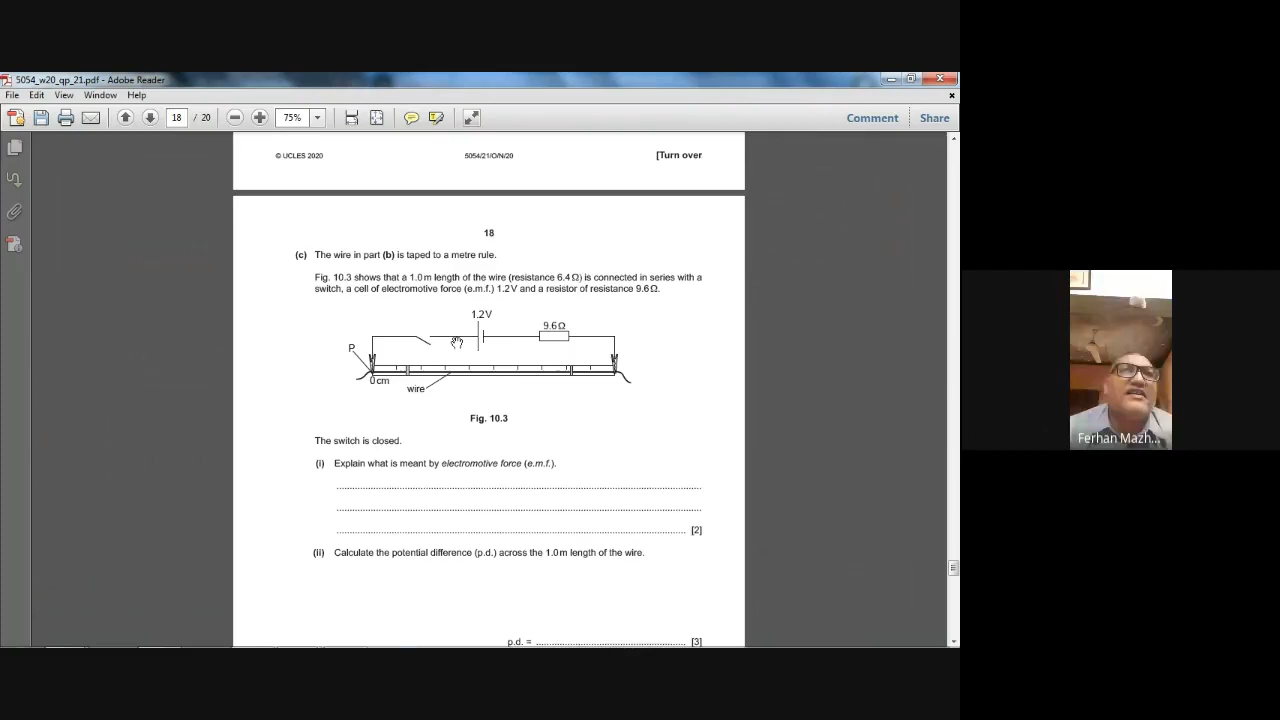 5054_w20_qp_21.pdf - Adobe Reader
File Edit View Window Help
18 / 20 75% Comment Share
© UCLES 2020 5054/21/O/N/20 [Turn over
18
(c) The wire in part (b) is taped to a metre rule.
Fig. 10.3 shows that a 1.0 m length of the wire (resistance 6.4 Ω) is connected in series with a
switch, a cell of electromotive force (e.m.f.) 1.2 V and a resistor of resistance 9.6 Ω.
1.2 V
9.6 Ω
P
0 cm
wire
Fig. 10.3
The switch is closed.
(i) Explain what is meant by electromotive force (e.m.f.).
..........................................................................................................................
..........................................................................................................................
.................................................................................................................... [2]
(ii) Calculate the potential difference (p.d.) across the 1.0 m length of the wire.
p.d. = .................................................. [3]
Ferhan Mazh...